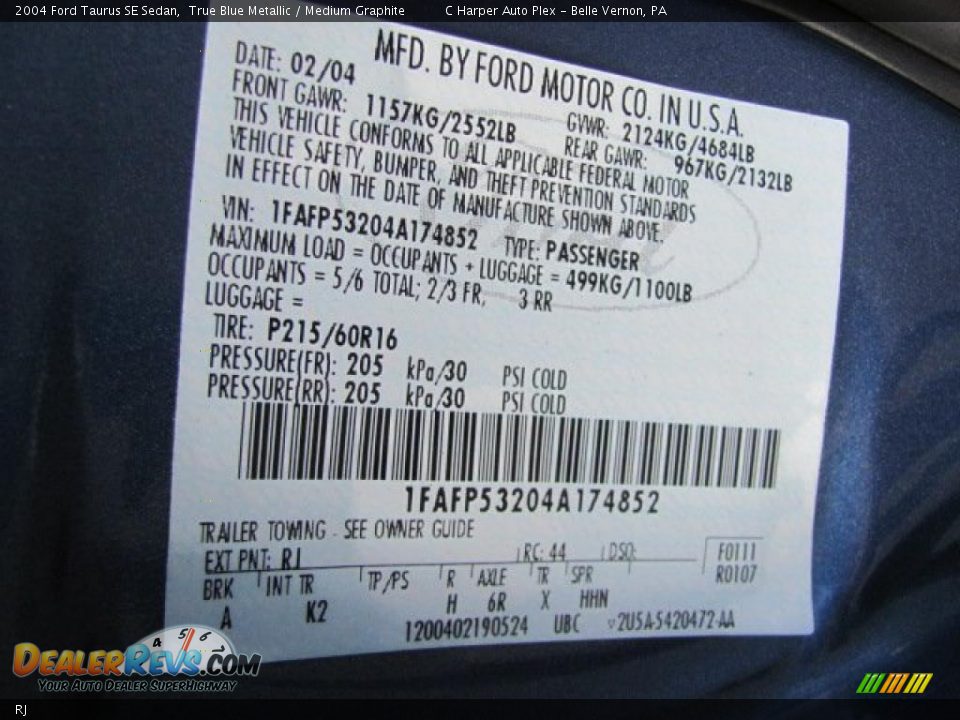 2004 Ford Taurus SE Sedan, True Blue Metallic / Medium Graphite C Harper Auto Plex - Belle Vernon, PA
MFD. BY FORD MOTOR CO. IN U.S.A.
DATE: 02/04 GVWR: 2124KG/4684LB
FRONT GAWR: 1157KG/2552LB REAR GAWR: 967KG/2132LB
THIS VEHICLE CONFORMS TO ALL APPLICABLE FEDERAL MOTOR
VEHICLE SAFETY, BUMPER, AND THEFT PREVENTION STANDARDS
IN EFFECT ON THE DATE OF MANUFACTURE SHOWN ABOVE.
VIN: 1FAFP53204A174852 TYPE: PASSENGER
MAXIMUM LOAD = OCCUPANTS + LUGGAGE = 499KG/1100LB
OCCUPANTS = 5/6 TOTAL; 2/3 FR, 3 RR
LUGGAGE =
TIRE: P215/60R16
PRESSURE(FR): 205 kPa/30 PSI COLD
PRESSURE(RR): 205 kPa/30 PSI COLD
1FAFP53204A174852
TRAILER TOWING - SEE OWNER GUIDE
EXT PNT: RJ RC: 44 DSO: F0111
R0107
BRK INT TR TP/PS R AXLE TR SPR
A K2 H 6R X HHN
1200402190524 UBC 2U5A-5420472-AA
4 5 6
DEALERREVS.COM
YOUR AUTO DEALER SUPERHIGHWAY
RJ